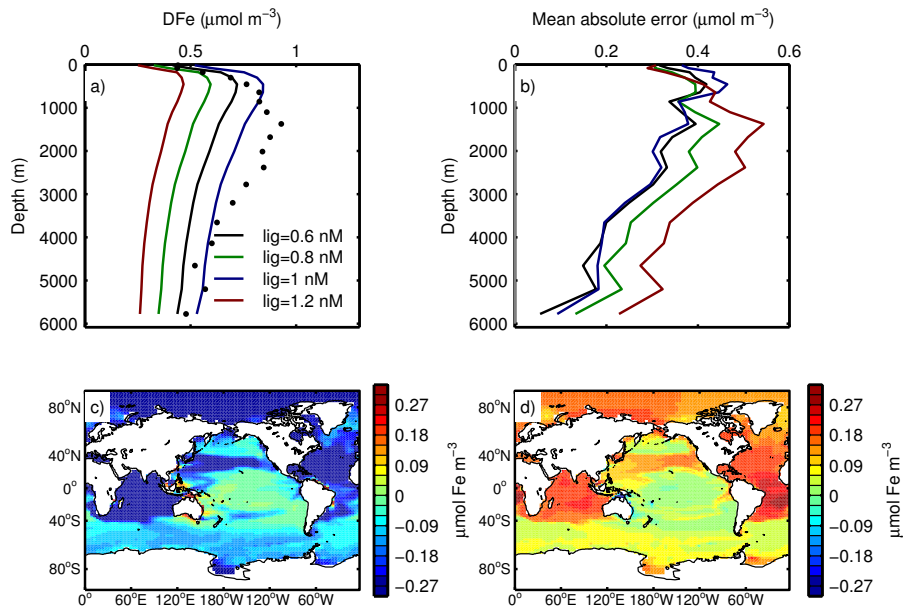 DFe (μmol m⁻³)
0 0.5 1
a)
0
1000
2000
3000
4000
5000
6000
Depth (m)
lig=0.6 nM
lig=0.8 nM
lig=1 nM
lig=1.2 nM
Mean absolute error (μmol m⁻³)
0 0.2 0.4 0.6
b)
0
1000
2000
3000
4000
5000
6000
Depth (m)
c)
80°N
40°N
0°
40°S
80°S
0° 60°E 120°E 180°W 120°W 60°W
0.27
0.18
0.09
0
−0.09
−0.18
−0.27
μmol Fe m⁻³
d)
80°N
40°N
0°
40°S
80°S
0° 60°E 120°E 180°W 120°W 60°W
0.27
0.18
0.09
0
−0.09
−0.18
−0.27
μmol Fe m⁻³